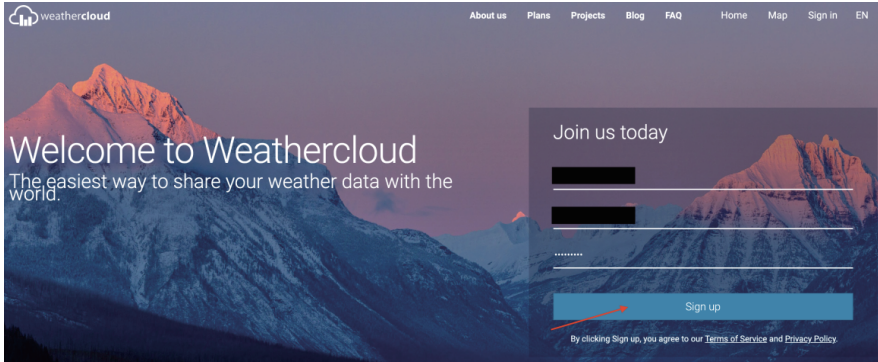 weathercloud
About us Plans Projects Blog FAQ Home Map Sign in EN
Welcome to Weathercloud
The easiest way to share your weather data with the
world.
Join us today
.........
Sign up
By clicking Sign up, you agree to our Terms of Service and Privacy Policy.